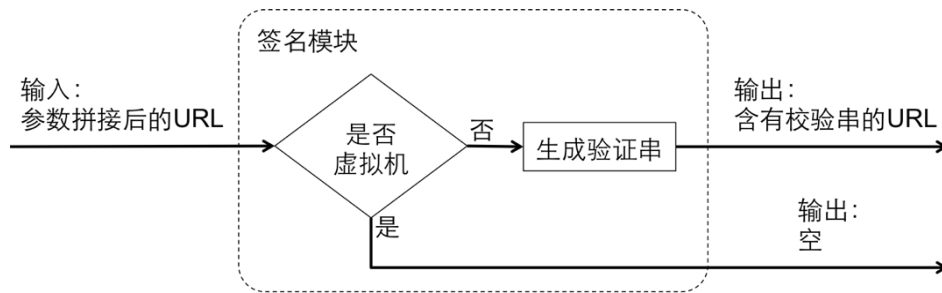 签名模块
输入：
参数拼接后的URL
是否
虚拟机
否
生成验证串
输出：
含有校验串的URL
是
输出：
空